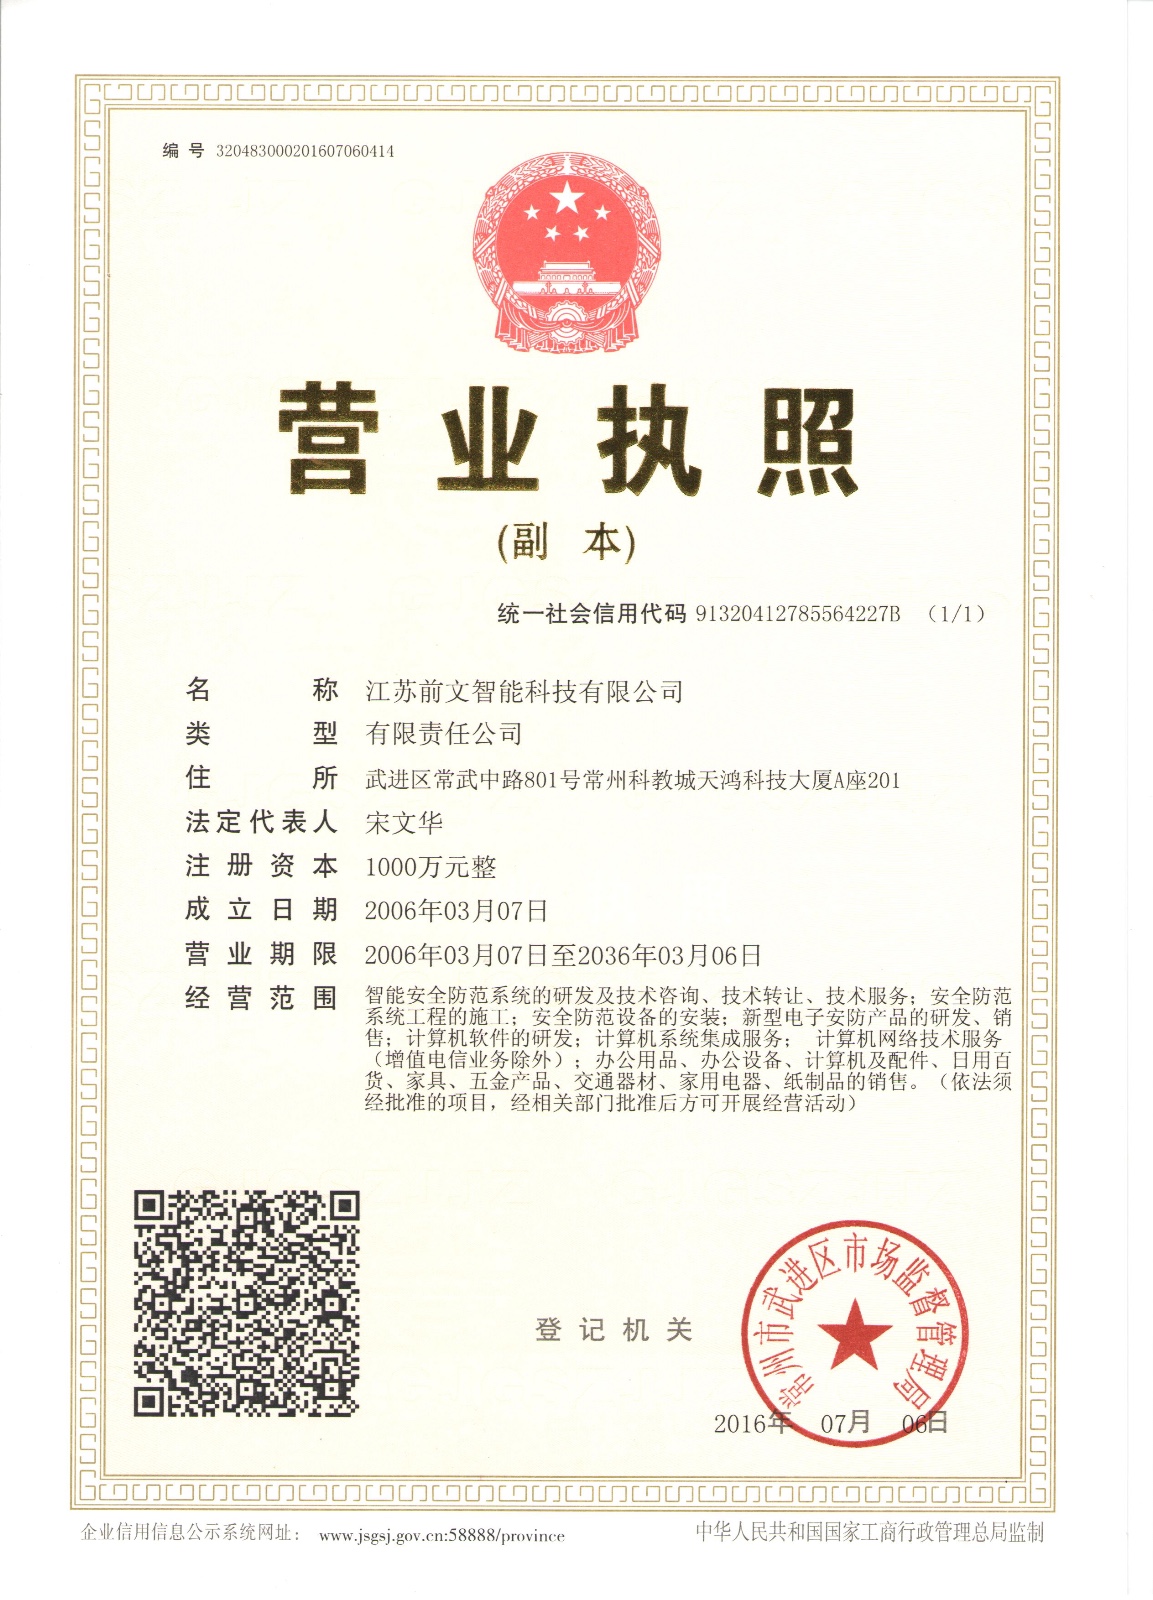 编 号 320483000201607060414
营业执照
(副 本)
统一社会信用代码 91320412785564227B （1/1）
名 称 江苏前文智能科技有限公司
类 型 有限责任公司
住 所 武进区常武中路801号常州科教城天鸿科技大厦A座201
法定代表人 宋文华
注册资本 1000万元整
成立日期 2006年03月07日
营业期限 2006年03月07日至2036年03月06日
经营范围 智能安全防范系统的研发及技术咨询、技术转让、技术服务；安全防范
系统工程的施工；安全防范设备的安装；新型电子安防产品的研发、销
售；计算机软件的研发；计算机系统集成服务； 计算机网络技术服务
（增值电信业务除外）；办公用品、办公设备、计算机及配件、日用百
货、家具、五金产品、交通器材、家用电器、纸制品的销售。（依法须
经批准的项目，经相关部门批准后方可开展经营活动）
登记机关
常州市武进区市场监督管理局
2016年 07月 06日
企业信用信息公示系统网址： www.jsgsj.gov.cn:58888/province
中华人民共和国国家工商行政管理总局监制